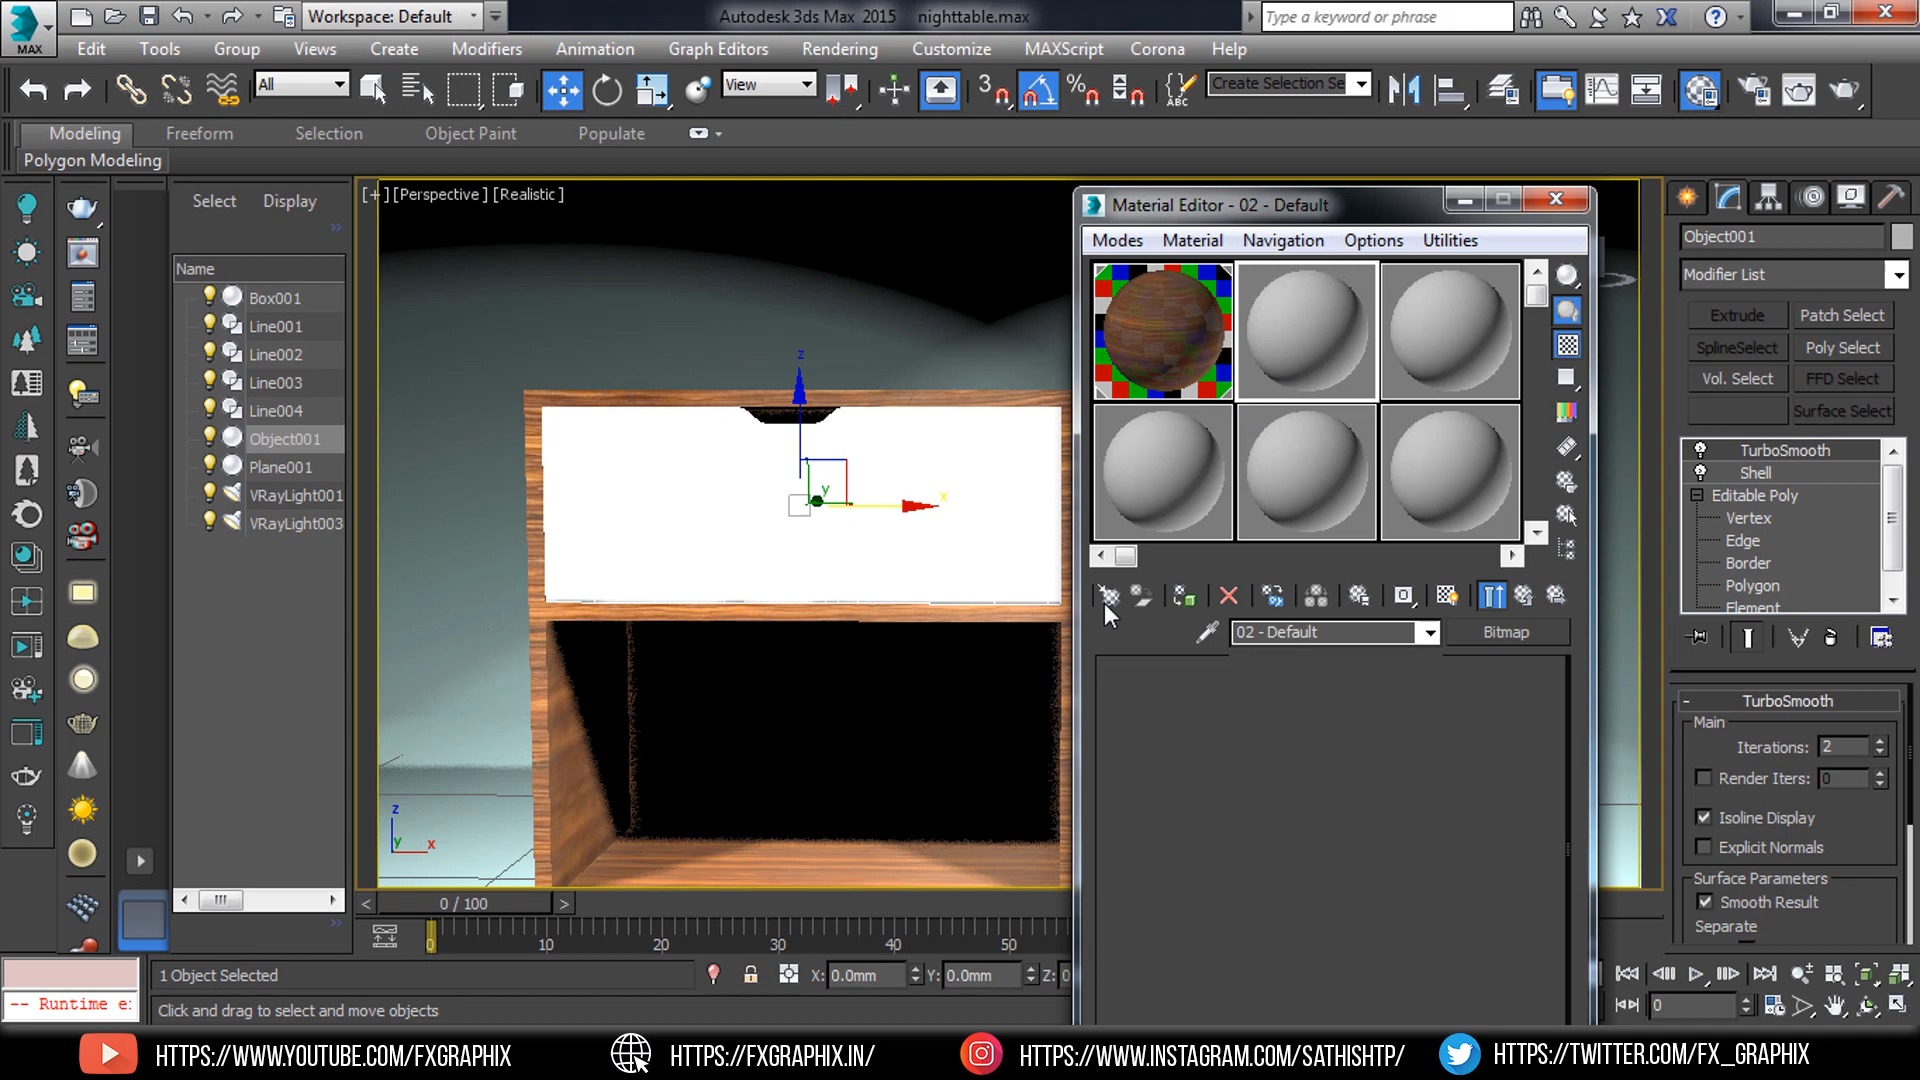 MAX
Workspace: Default
Autodesk 3ds Max 2015
nighttable.max
Type a keyword or phrase
Edit
Tools
Group
Views
Create
Modifiers
Animation
Graph Editors
Rendering
Customize
MAXScript
Corona
Help
All
View
3
%
ABC
Create Selection Se
Modeling
Freeform
Selection
Object Paint
Populate
Polygon Modeling
Select
Display
Name
Box001
Line001
Line002
Line003
Line004
Object001
Plane001
VRayLight001
VRayLight003
[+][Perspective][Realistic]
z
y
x
z
y
x
Material Editor - 02 - Default
Modes
Material
Navigation
Options
Utilities
02 - Default
Bitmap
Object001
Modifier List
Extrude
Patch Select
SplineSelect
Poly Select
Vol. Select
FFD Select
Surface Select
TurboSmooth
Shell
Editable Poly
Vertex
Edge
Border
Polygon
Element
- TurboSmooth
Main
Iterations: 2
Render Iters: 0
Isoline Display
Explicit Normals
Surface Parameters
Smooth Result
Separate
< 0 / 100 >
0
10
20
30
40
50
1 Object Selected
X: 0.0mm
Y: 0.0mm
Z: 0
-- Runtime e
Click and drag to select and move objects
0
HTTPS://WWW.YOUTUBE.COM/FXGRAPHIX
HTTPS://FXGRAPHIX.IN/
HTTPS://WWW.INSTAGRAM.COM/SATHISHTP/
HTTPS://TWITTER.COM/FX_GRAPHIX